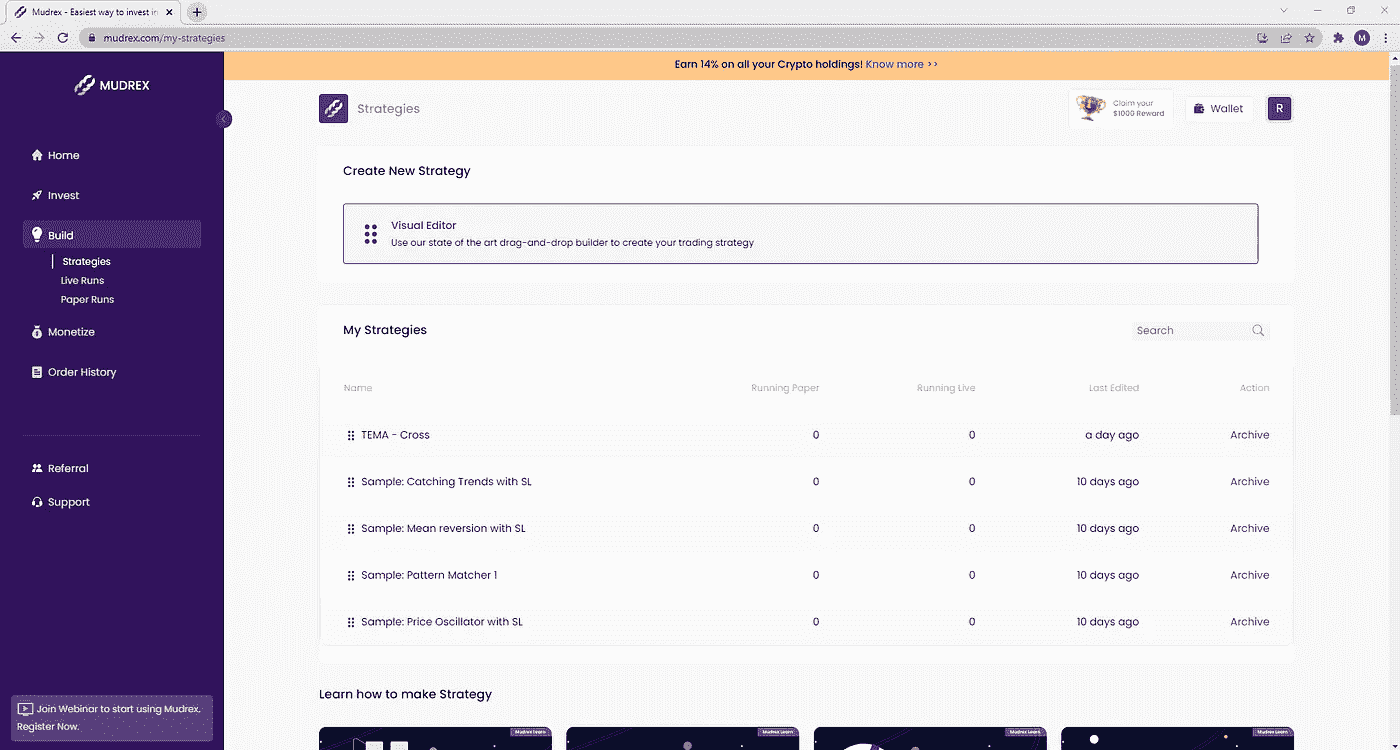 Mudrex - Easiest way to invest in
mudrex.com/my-strategies
M
MUDREX
Home
Invest
Build
Strategies
Live Runs
Paper Runs
Monetize
Order History
Referral
Support
Join Webinar to start using Mudrex.
Register Now.
Earn 14% on all your Crypto holdings! Know more >>
Strategies
Claim your
$1000 Reward
Wallet
R
Create New Strategy
Visual Editor
Use our state of the art drag-and-drop builder to create your trading strategy
My Strategies
Search
Name Running Paper Running Live Last Edited Action
TEMA - Cross 0 0 a day ago Archive
Sample: Catching Trends with SL 0 0 10 days ago Archive
Sample: Mean reversion with SL 0 0 10 days ago Archive
Sample: Pattern Matcher 1 0 0 10 days ago Archive
Sample: Price Oscillator with SL 0 0 10 days ago Archive
Learn how to make Strategy
Mudrex Learn Mudrex Learn Mudrex Learn Mudrex Learn